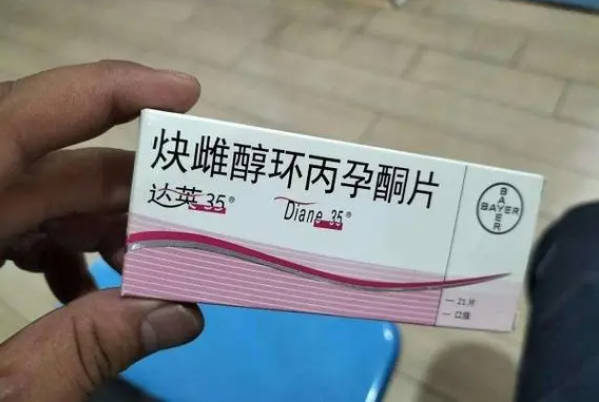 炔雌醇环丙孕酮片
达英-35®
Diane-35®
BAYER
BAYER
— 21片
— 口服